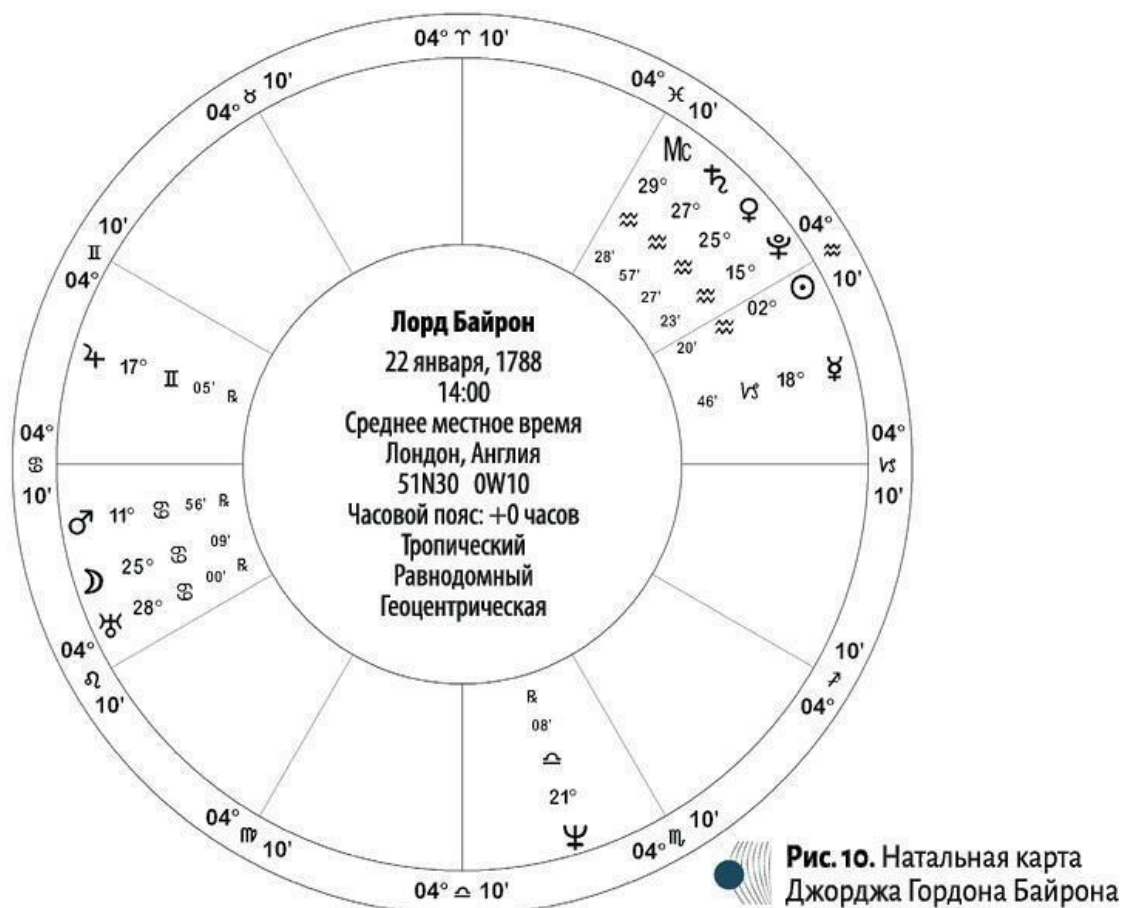 04° ♈ 10'
04° ♓ 10'
04° ♒ 10'
04° ♑ 10'
04° ♐ 10'
04° ♏ 10'
04° ♎ 10'
04° ♍ 10'
04° ♌ 10'
04° ♋ 10'
04° ♊ 10'
04° ♉ 10'
Mc 29° ♒ 28'
♄ 27° ♒ 57'
♀ 25° ♒ 27'
♇ 15° ♒ 23'
☉ 02° ♒ 20'
☿ 18° ♑ 46'
♃ 17° ♊ 05' ℞
♂ 11° ♋ 56' ℞
☽ 25° ♋ 09'
♅ 28° ♋ 00' ℞
♆ 21° ♎ 08' ℞
Лорд Байрон
22 января, 1788
14:00
Среднее местное время
Лондон, Англия
51N30 0W10
Часовой пояс: +0 часов
Тропический
Равнодомный
Геоцентрическая
Рис. 10. Натальная карта
Джорджа Гордона Байрона